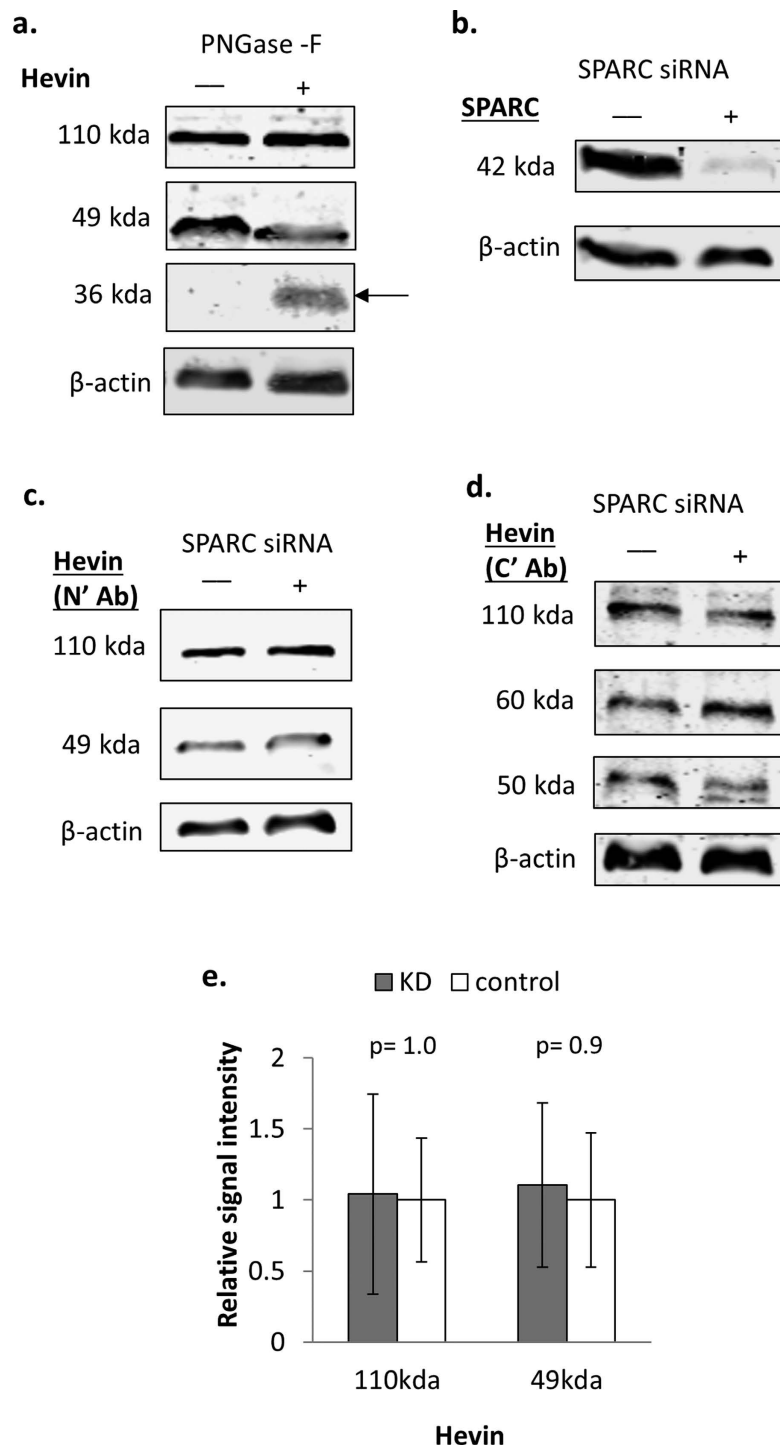 a.
PNGase -F
Hevin
— +
110 kda
49 kda
36 kda
β-actin
b.
SPARC siRNA
SPARC
— +
42 kda
β-actin
c.
SPARC siRNA
Hevin
(N’ Ab)
— +
110 kda
49 kda
β-actin
d.
SPARC siRNA
Hevin
(C’ Ab)
— +
110 kda
60 kda
50 kda
β-actin
e.
KD control
p= 1.0 p= 0.9
Relative signal intensity
2
1.5
1
0.5
0
110kda 49kda
Hevin